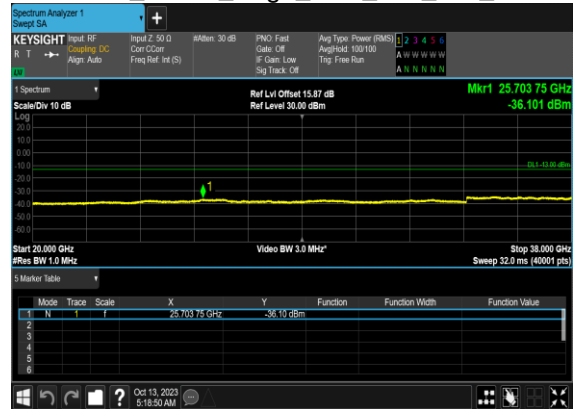 Spectrum Analyzer 1
Swept SA
+
KEYSIGHT Input: RF Input Z: 50 Ω #Atten: 30 dB PNO: Fast Avg Type: Power (RMS) 1 2 3 4 5 6
R T Coupling: DC Corr CCorr Gate: Off Avg|Hold: 100/100 A W W W W W
Align: Auto Freq Ref: Int (S) IF Gain: Low Trig: Free Run
Sig Track: Off A N N N N N
1 Spectrum Ref Lvl Offset 15.87 dB Mkr1 25.703 75 GHz
Scale/Div 10 dB Ref Level 30.00 dBm -36.101 dBm
Log
20.0
10.0
0.00
-10.0
DL1 -13.00 dBm
-20.0
1
-30.0
-40.0
-50.0
-60.0
Start 20.000 GHz Video BW 3.0 MHz* Stop 38.000 GHz
#Res BW 1.0 MHz Sweep 32.0 ms (40001 pts)
5 Marker Table
Mode Trace Scale X Y Function Function Width Function Value
1 N 1 f 25.703 75 GHz -36.10 dBm
2
3
4
5
6
? Oct 13, 2023
5:18:50 AM